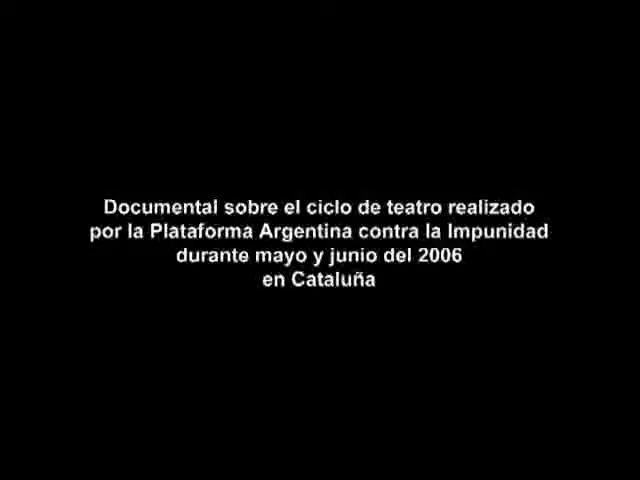 Documental sobre el ciclo de teatro realizado
por la Plataforma Argentina contra la Impunidad
durante mayo y junio del 2006
en Cataluña